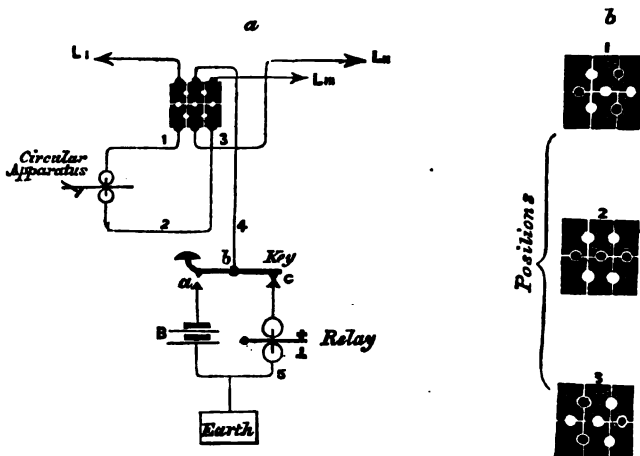 a
b
L1
Ln
Lm
1
3
Circular
Apparatus
2
4
b
Key
a
c
B
+
Relay
5
Earth
Positions
1
2
3